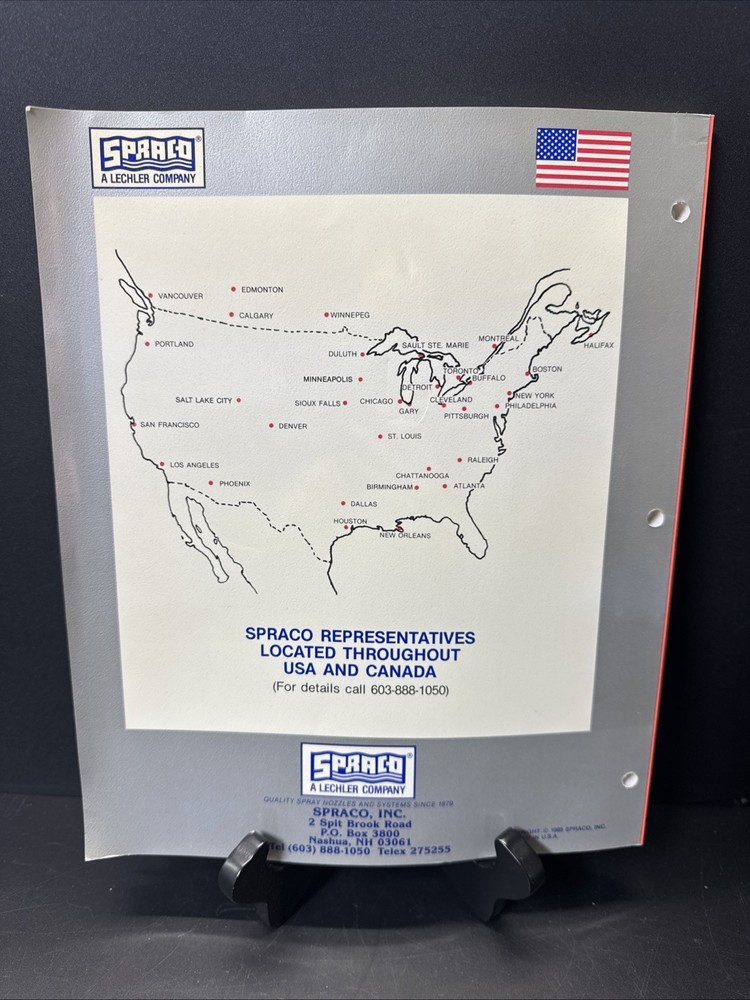 SPRACO®
A LECHLER COMPANY
VANCOUVER
EDMONTON
CALGARY
WINNEPEG
PORTLAND
DULUTH
SAULT STE. MARIE
MONTREAL
HALIFAX
MINNEAPOLIS
TORONTO
BUFFALO
BOSTON
DETROIT
SALT LAKE CITY
SIOUX FALLS
CHICAGO
CLEVELAND
NEW YORK
GARY
PITTSBURGH
PHILADELPHIA
SAN FRANCISCO
DENVER
ST. LOUIS
LOS ANGELES
RALEIGH
CHATTANOOGA
PHOENIX
BIRMINGHAM
ATLANTA
DALLAS
HOUSTON
NEW ORLEANS
SPRACO REPRESENTATIVES
LOCATED THROUGHOUT
USA AND CANADA
(For details call 603-888-1050)
SPRACO®
A LECHLER COMPANY
QUALITY SPRAY NOZZLES AND SYSTEMS SINCE 1879
SPRACO, INC.
2 Split Brook Road
P.O. Box 3800
Nashua, NH 03061
Tel (603) 888-1050 Telex 275255
SPRACO, INC.
U.S.A.